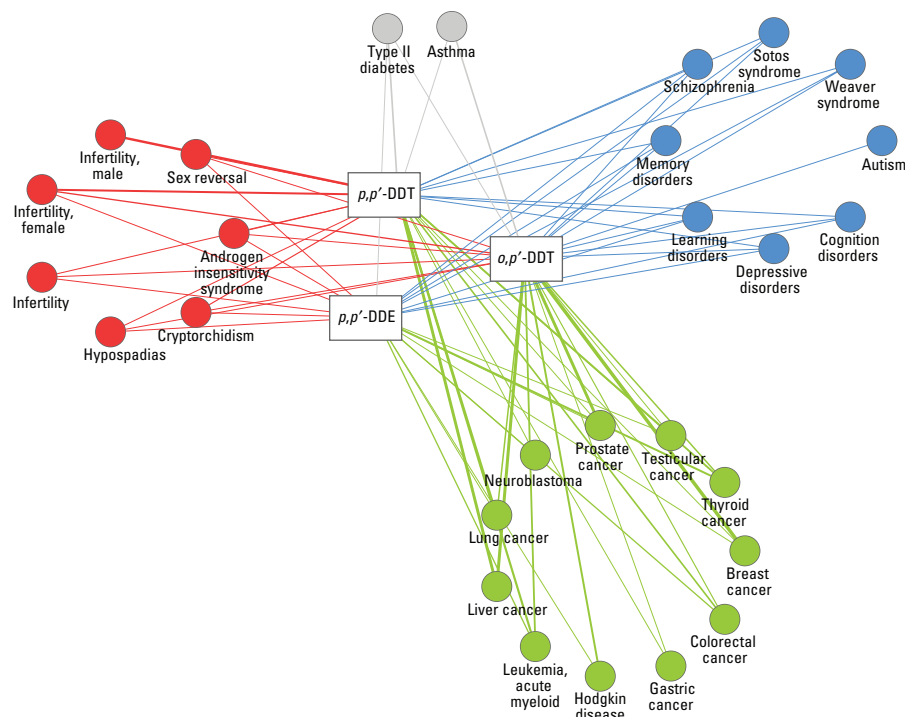 Type II
diabetes
Asthma
Sotos
syndrome
Schizophrenia
Weaver
syndrome
Infertility,
male
Sex reversal
Memory
disorders
Autism
p,p′-DDT
Infertility,
female
Androgen
insensitivity
syndrome
o,p′-DDT
Learning
disorders
Cognition
disorders
Depressive
disorders
Infertility
p,p′-DDE
Hypospadias
Cryptorchidism
Prostate
cancer
Testicular
cancer
Neuroblastoma
Thyroid
cancer
Lung cancer
Breast
cancer
Liver cancer
Colorectal
cancer
Leukemia,
acute
myeloid
Hodgkin
disease
Gastric
cancer